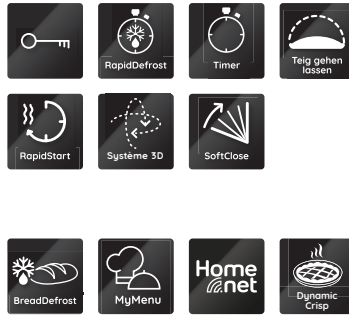 RapidDefrost
Timer
Teig gehen
lassen
RapidStart
Système 3D
SoftClose
BreadDefrost
MyMenu
Home
net
Dynamic
Crisp